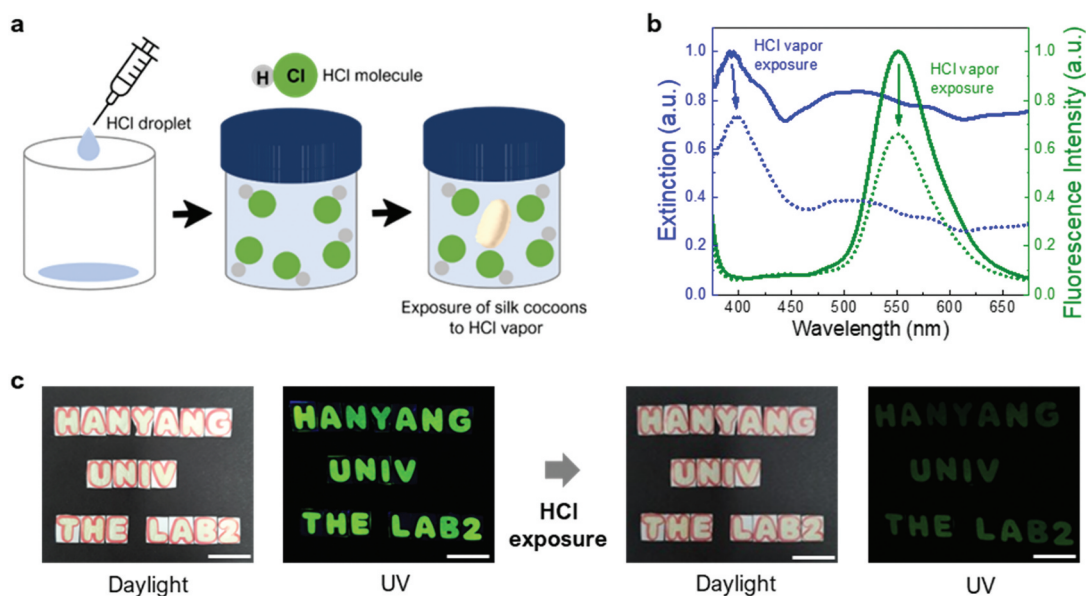 a
HCl droplet
H Cl HCl molecule
Exposure of silk cocoons
to HCl vapor
b
Extinction (a.u.)
1.0
0.8
0.6
0.4
0.2
0.0
HCl vapor
exposure
HCl vapor
exposure
Fluorescence Intensity (a.u.)
1.0
0.8
0.6
0.4
0.2
0.0
400 450 500 550 600 650
Wavelength (nm)
c
HANYANG
UNIV
THE LAB2
Daylight
HANYANG
UNIV
THE LAB2
UV
HCl
exposure
HANYANG
UNIV
THE LAB2
Daylight
HANYANG
UNIV
THE LAB2
UV